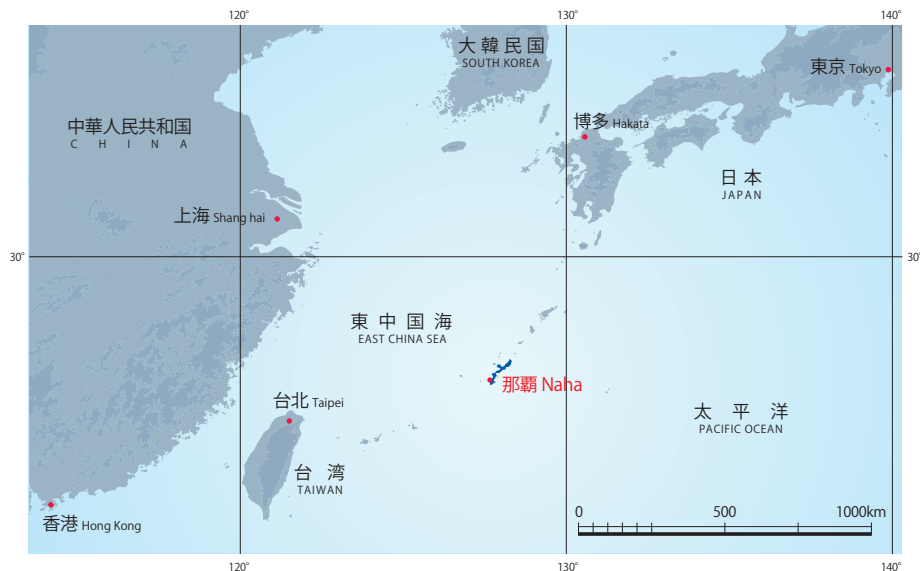 120°
130°
140°
大韓民国
SOUTH KOREA
東京 Tokyo
中華人民共和国
CHINA
博多 Hakata
日本
JAPAN
上海 Shang hai
30°
30°
東中国海
EAST CHINA SEA
那覇 Naha
台北 Taipei
太平洋
PACIFIC OCEAN
台湾
TAIWAN
香港 Hong Kong
0
500
1000km
120°
130°
140°